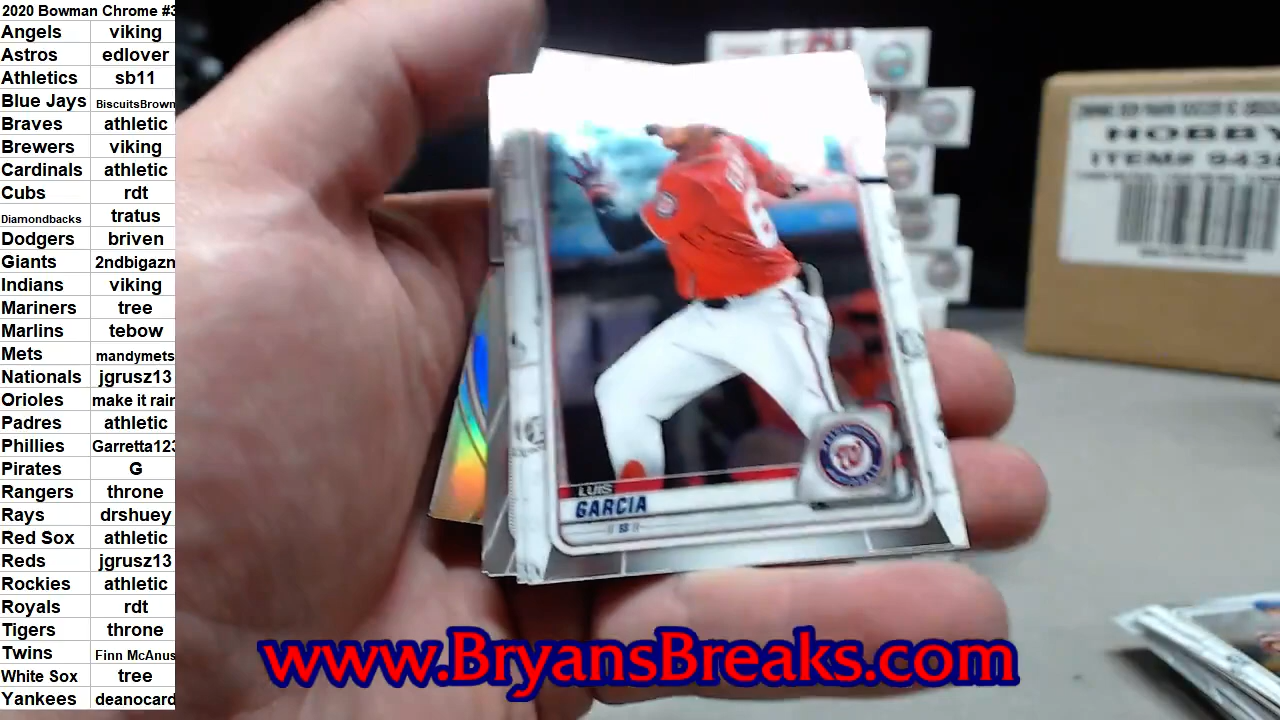 2020 Bowman Chrome #3
Angels viking
Astros edlover
Athletics sb11
Blue Jays BiscuitsBrown
Braves athletic
Brewers viking
Cardinals athletic
Cubs rdt
Diamondbacks tratus
Dodgers briven
Giants 2ndbigazn
Indians viking
Mariners tree
Marlins tebow
Mets mandymets
Nationals jgrusz13
Orioles make it rain
Padres athletic
Phillies Garretta123
Pirates G
Rangers throne
Rays drshuey
Red Sox athletic
Reds jgrusz13
Rockies athletic
Royals rdt
Tigers throne
Twins Finn McAnus
White Sox tree
Yankees deanocard
HOBBY
ITEM# 943
LUIS
GARCIA
SS
W
www.BryansBreaks.com